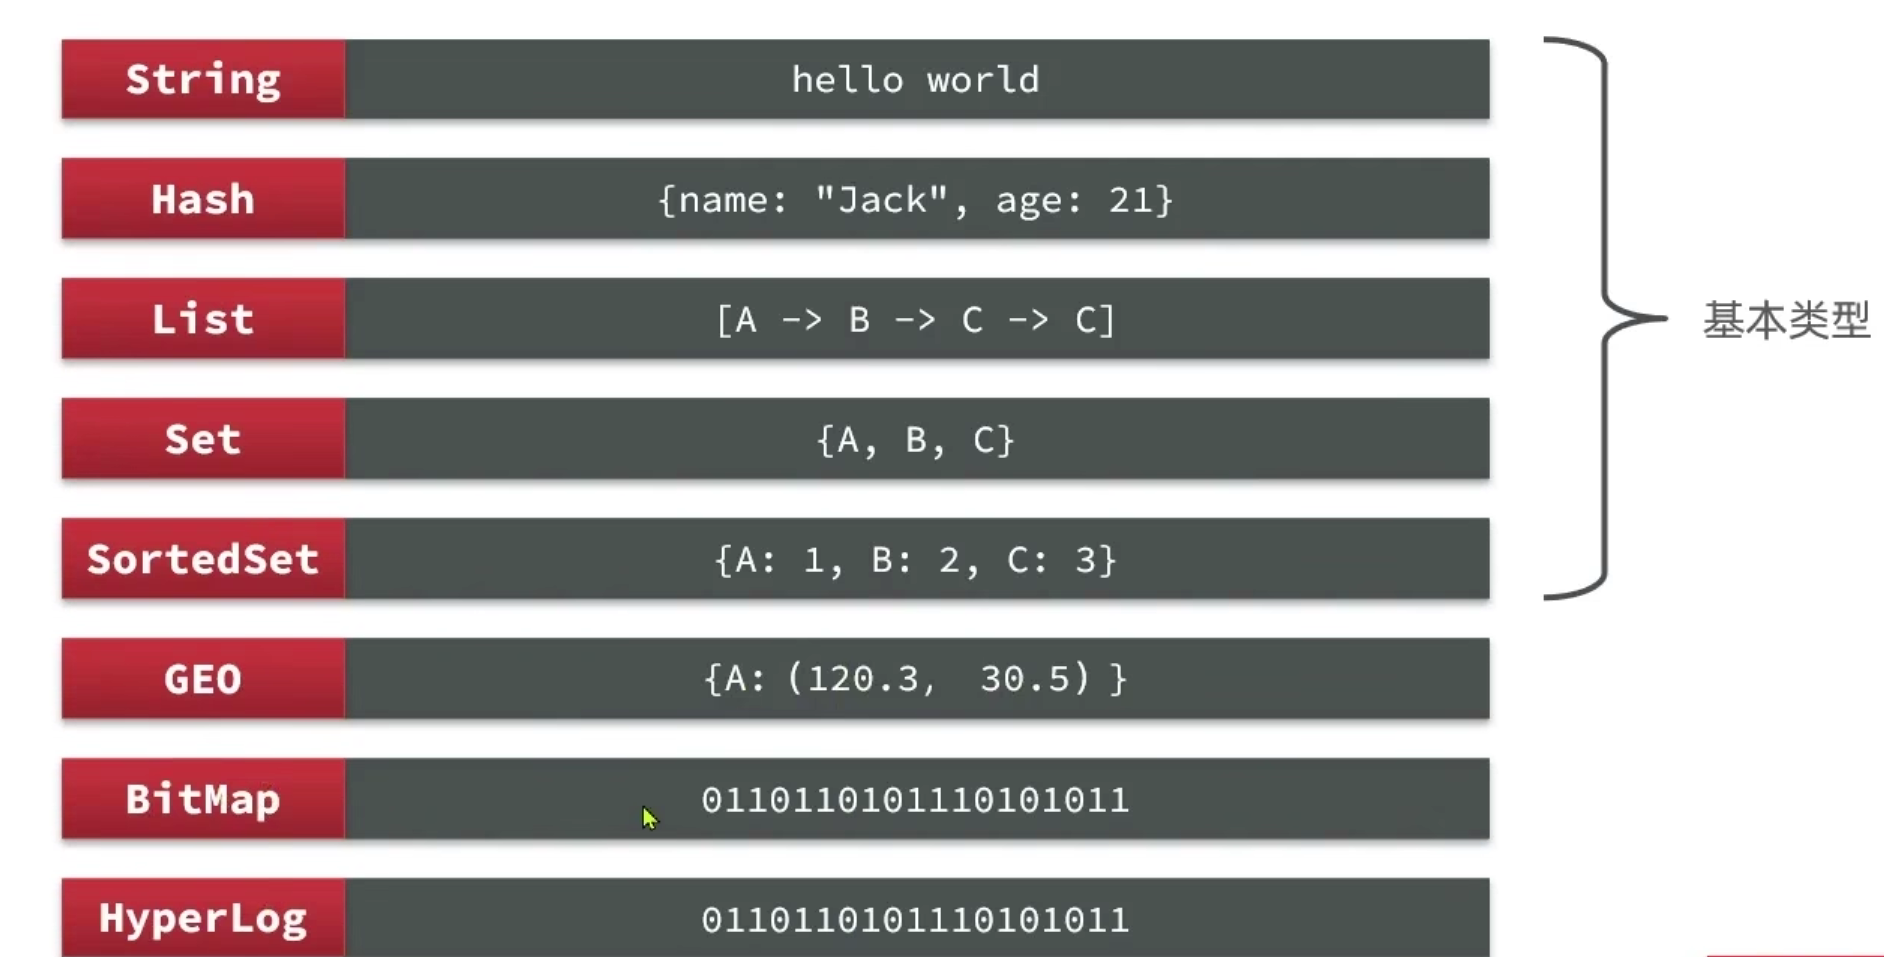 String hello world
Hash {name: "Jack", age: 21}
List [A -> B -> C -> C]
基本类型
Set {A, B, C}
SortedSet {A: 1, B: 2, C: 3}
GEO {A: (120.3, 30.5) }
BitMap 0110110101110101011
HyperLog 0110110101110101011